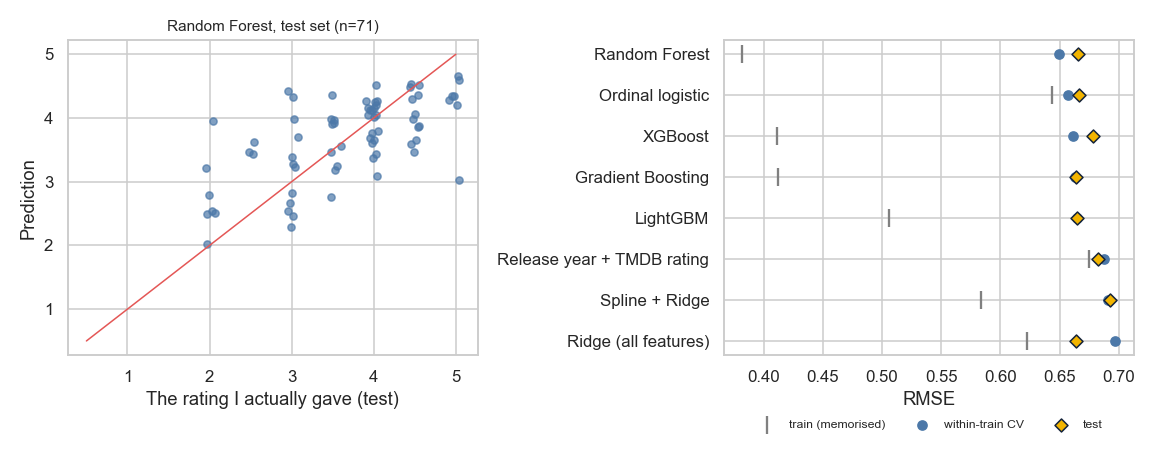 Random Forest, test set (n=71)
Prediction
5
4
3
2
1
1 2 3 4 5
The rating I actually gave (test)
Random Forest
Ordinal logistic
XGBoost
Gradient Boosting
LightGBM
Release year + TMDB rating
Spline + Ridge
Ridge (all features)
0.40 0.45 0.50 0.55 0.60 0.65 0.70
RMSE
train (memorised) within-train CV test